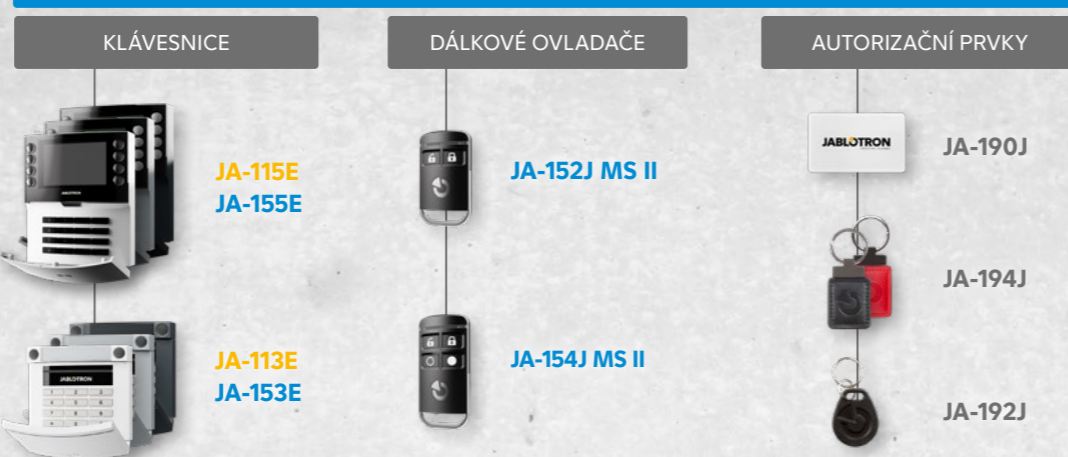 KLÁVESNICE
JA-115E
JA-155E
JABLOTRON
JA-113E
JA-153E
DÁLKOVÉ OVLADAČE
JA-152J MS II
JA-154J MS II
AUTORIZAČNÍ PRVKY
JABLOTRON
JA-190J
JA-194J
JA-192J